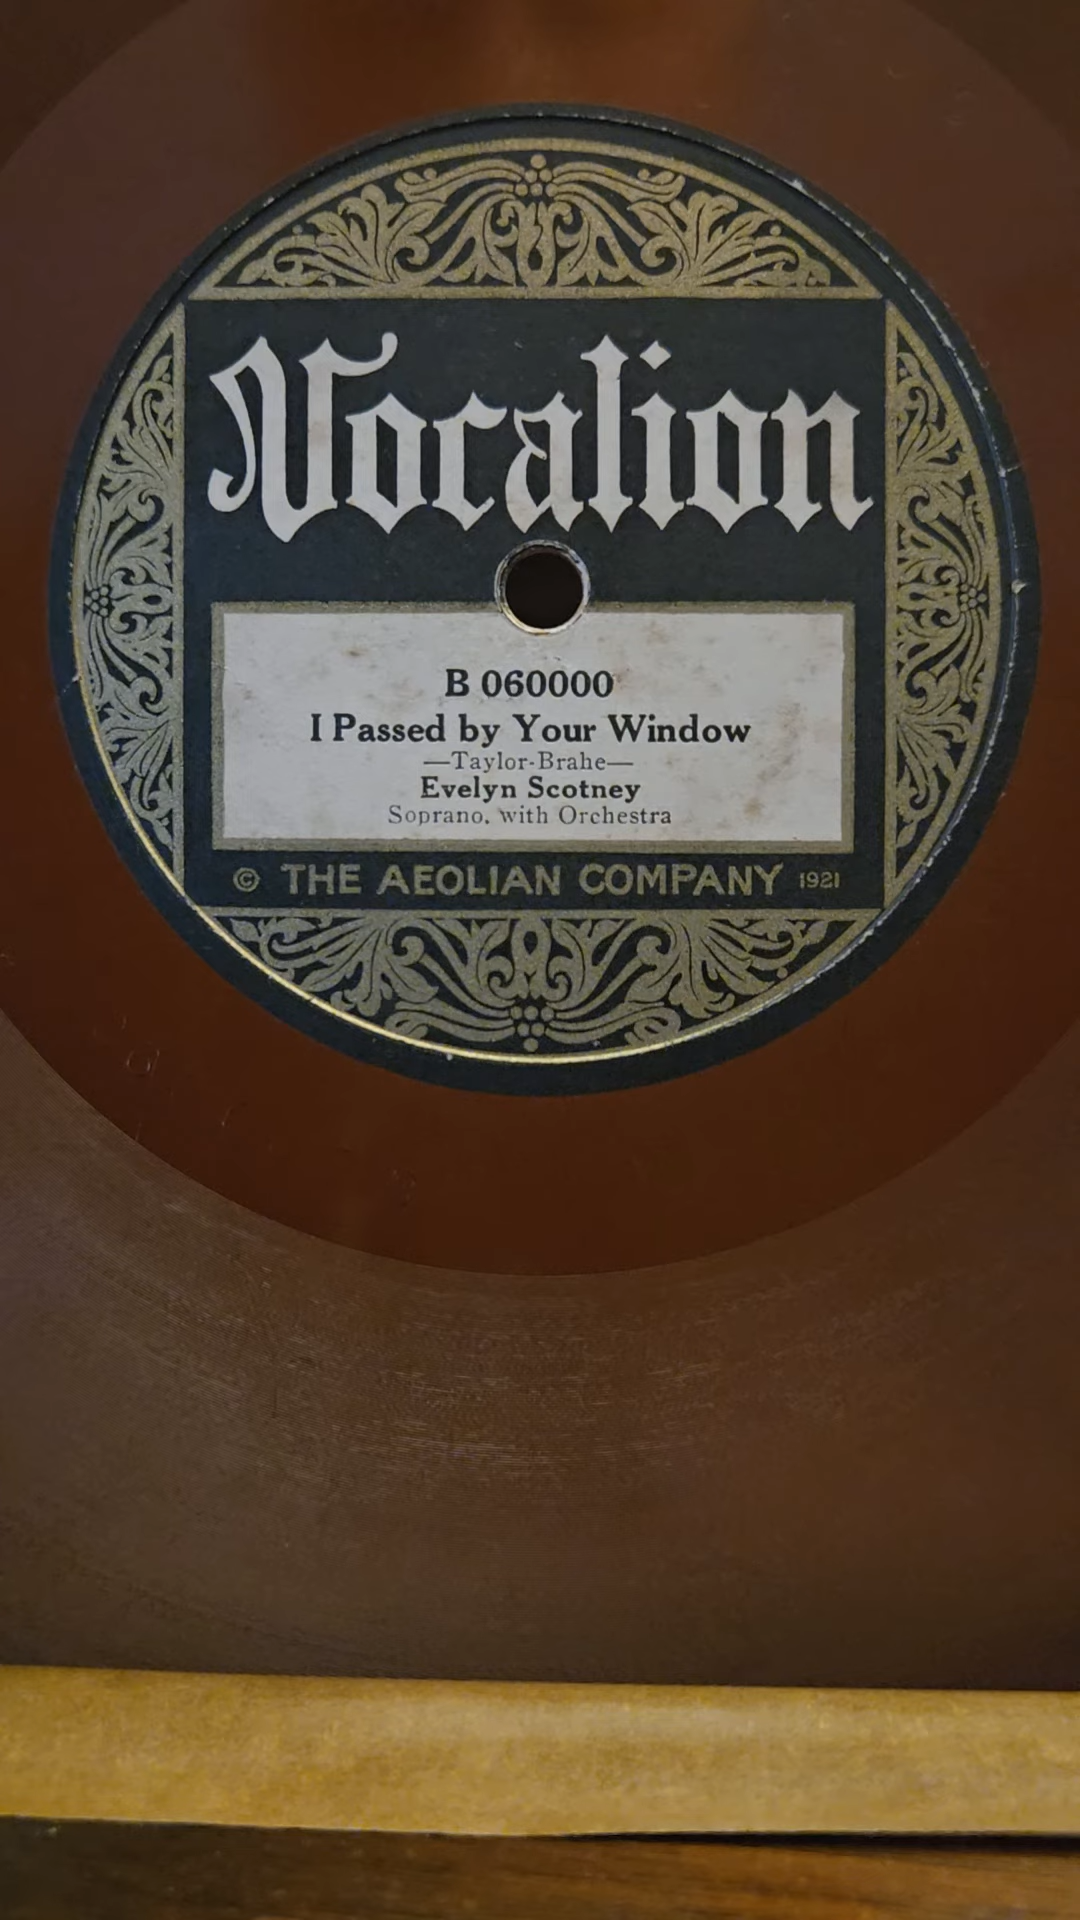 Vocalion
B 060000
I Passed by Your Window
—Taylor-Brahe—
Evelyn Scotney
Soprano, with Orchestra
© THE AEOLIAN COMPANY 1921